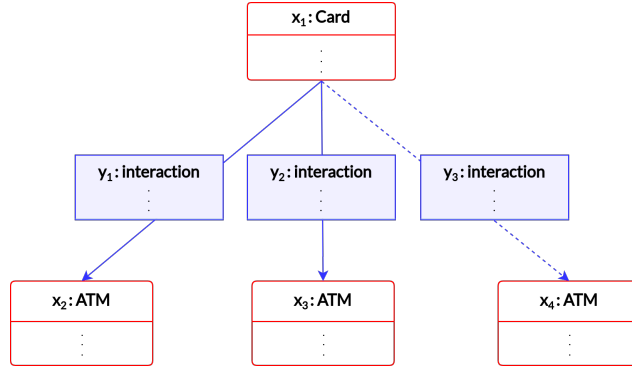 x₁: Card
y₁: interaction
y₂: interaction
y₃: interaction
x₂: ATM
x₃: ATM
x₄: ATM